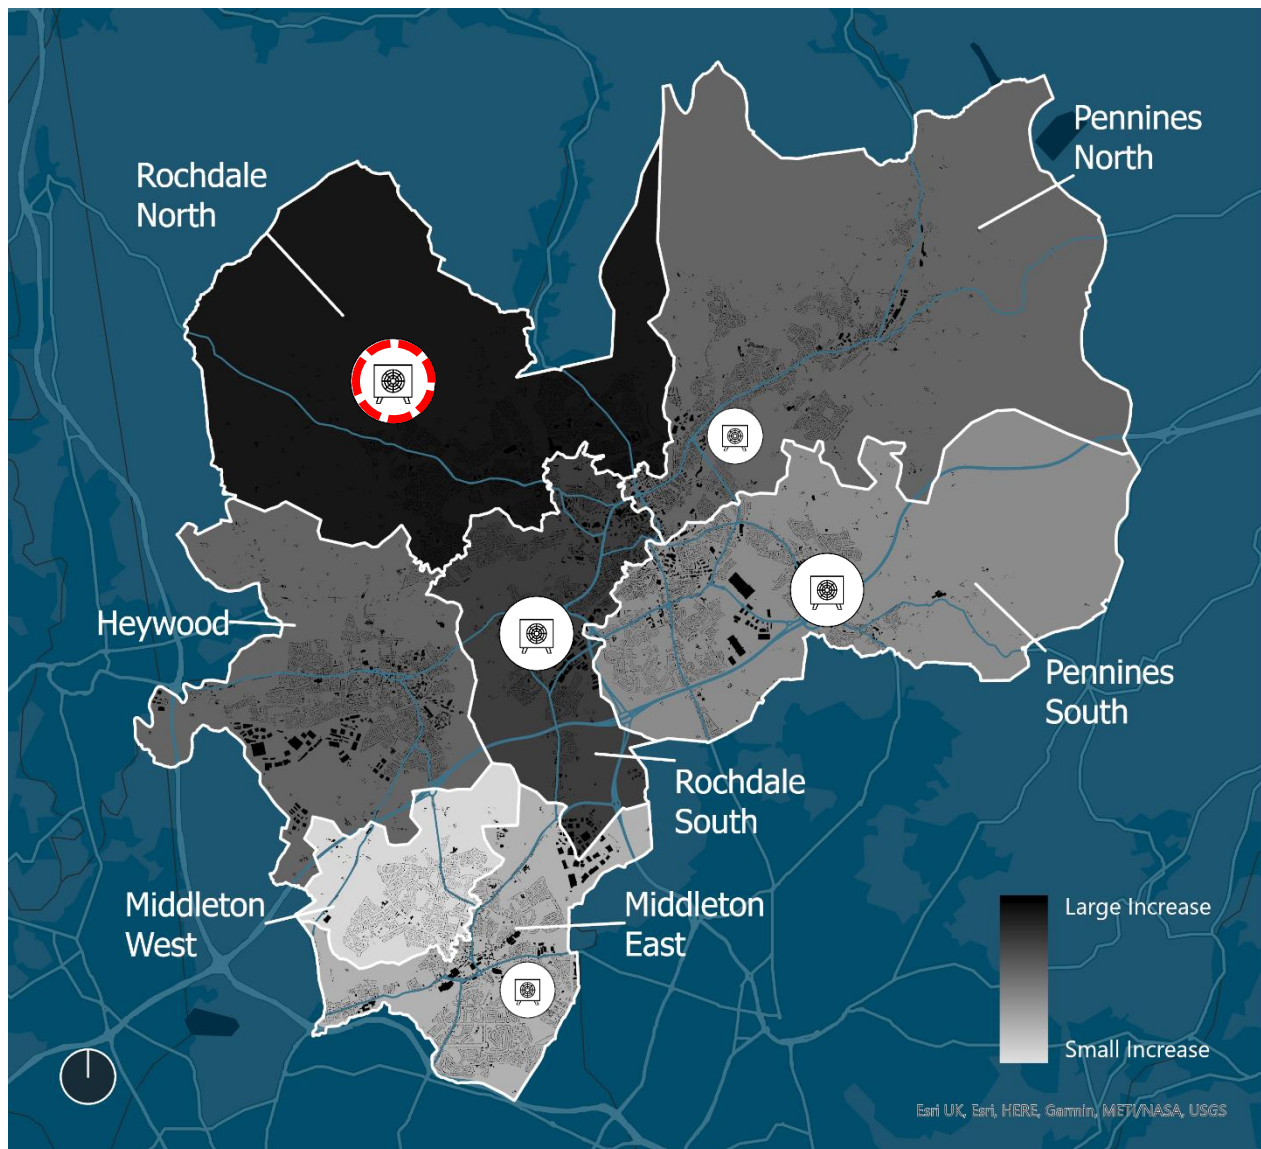 Pennines
North
Rochdale
North
Heywood
Pennines
South
Rochdale
South
Middleton
West
Middleton
East
Large Increase
Small Increase
Esri UK, Esri, HERE, Garmin, METI/NASA, USGS